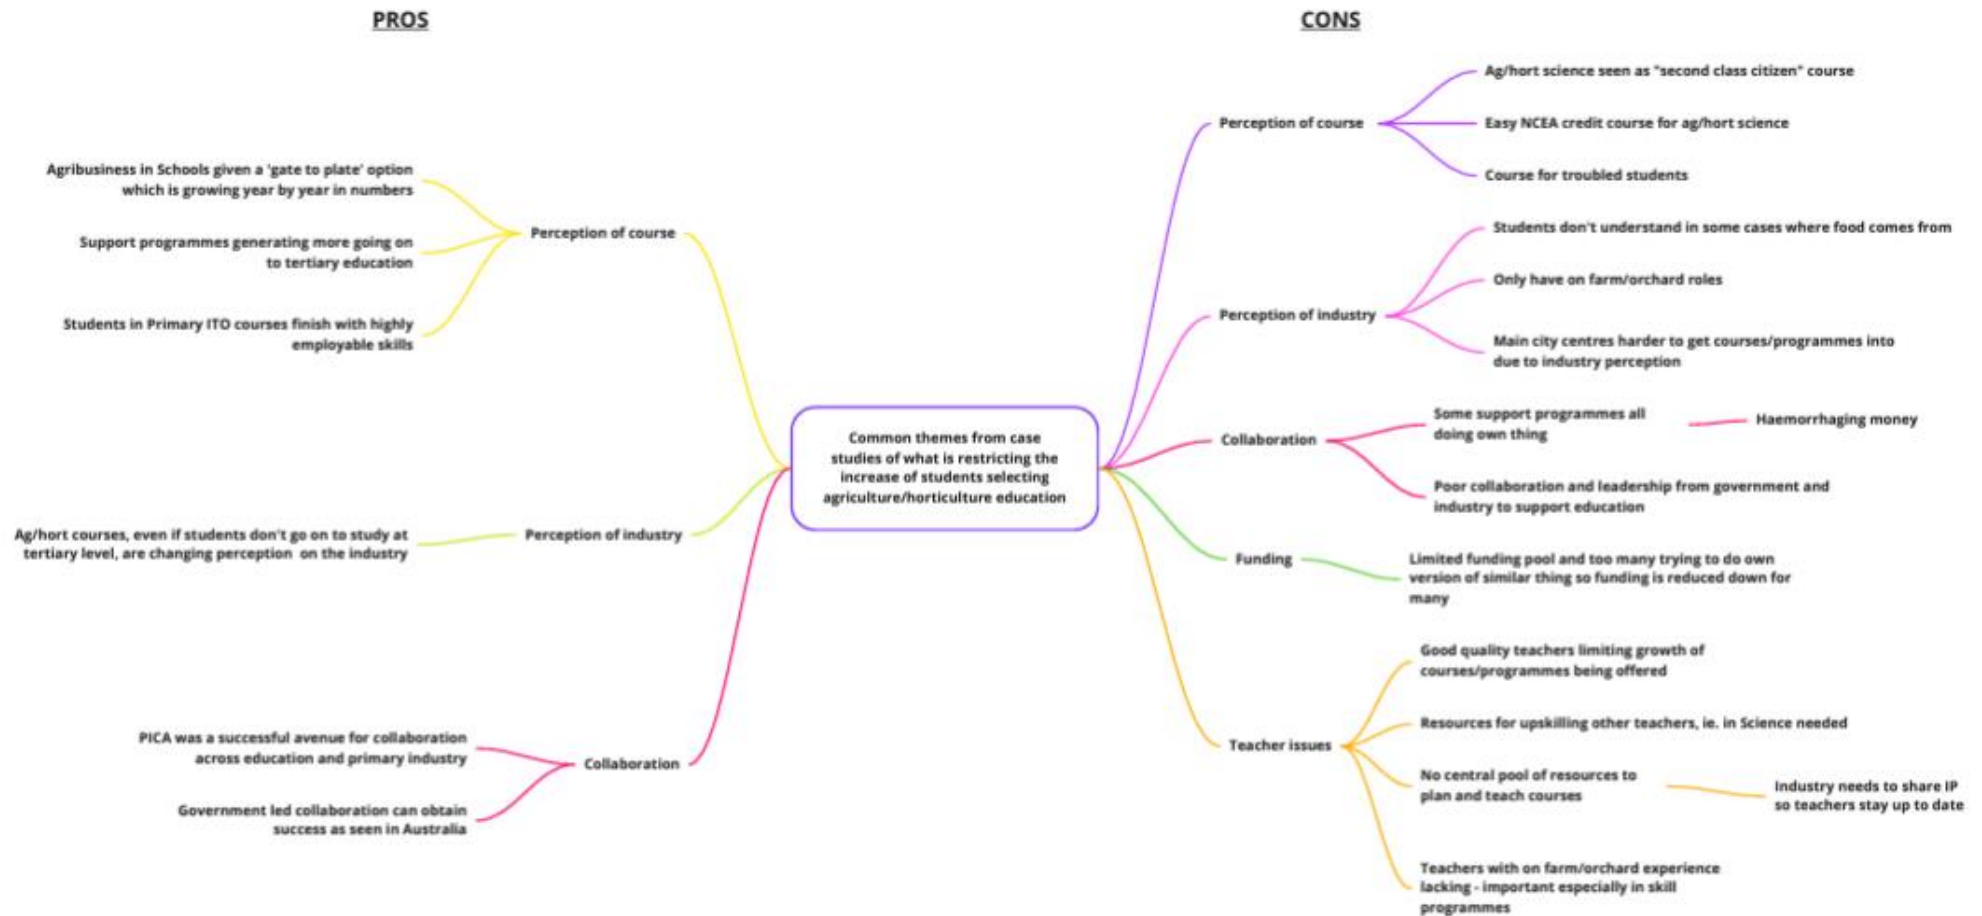 PROS
Agribusiness in Schools given a 'gate to plate' option
which is growing year by year in numbers
Support programmes generating more going on
to tertiary education
Students in Primary ITO courses finish with highly
employable skills
Perception of course
Ag/hort courses, even if students don't go on to study at
tertiary level, are changing perception on the industry
Perception of industry
PICA was a successful avenue for collaboration
across education and primary industry
Government led collaboration can obtain
success as seen in Australia
Collaboration
Common themes from case
studies of what is restricting the
increase of students selecting
agriculture/horticulture education
CONS
Perception of course
Ag/hort science seen as "second class citizen" course
Easy NCEA credit course for ag/hort science
Course for troubled students
Perception of industry
Students don't understand in some cases where food comes from
Only have on farm/orchard roles
Main city centres harder to get courses/programmes into
due to industry perception
Collaboration
Some support programmes all
doing own thing
Haemorrhaging money
Poor collaboration and leadership from government and
industry to support education
Funding
Limited funding pool and too many trying to do own
version of similar thing so funding is reduced down for
many
Teacher issues
Good quality teachers limiting growth of
courses/programmes being offered
Resources for upskilling other teachers, ie. in Science needed
No central pool of resources to
plan and teach courses
Industry needs to share IP
so teachers stay up to date
Teachers with on farm/orchard experience
lacking - important especially in skill
programmes